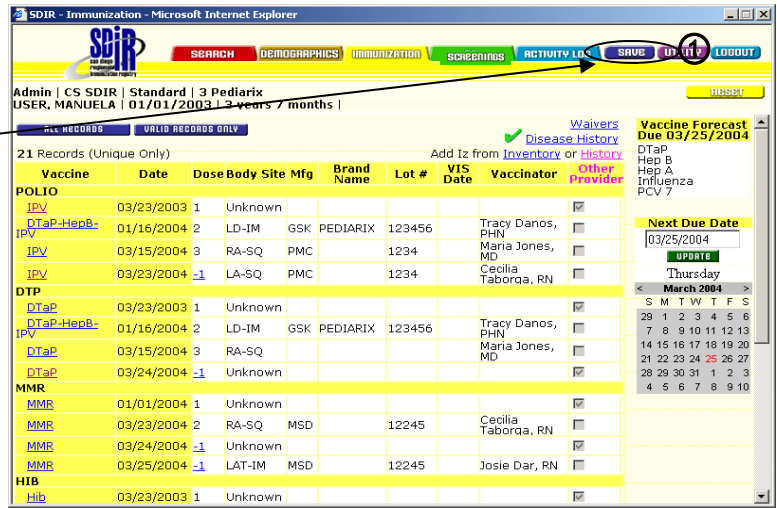 SDIR - Immunization - Microsoft Internet Explorer
SDiR
san diego
regional
immunization registry
SEARCH DEMOGRAPHICS IMMUNIZATION SCREENINGS ACTIVITY LOG SAVE UTILITY LOGOUT
1
Admin | CS SDIR | Standard | 3 Pediarix
USER, MANUELA | 01/01/2003 | 3 years 7 months |
RESET
ALL RECORDS VALID RECORDS ONLY
Waivers
Disease History
21 Records (Unique Only)
Add Iz from Inventory or History
Vaccine Date Dose Body Site Mfg Brand Name Lot # VIS Date Vaccinator Other Provider
POLIO
IPV 03/23/2003 1 Unknown
DTaP-HepB-IPV 01/16/2004 2 LD-IM GSK PEDIARIX 123456 Tracy Danos, PHN
IPV 03/15/2004 3 RA-SQ PMC 1234 Maria Jones, MD
IPV 03/23/2004 -1 LA-SQ PMC 1234 Cecilia Taborga, RN
DTP
DTaP 03/23/2003 1 Unknown
DTaP-HepB-IPV 01/16/2004 2 LD-IM GSK PEDIARIX 123456 Tracy Danos, PHN
DTaP 03/15/2004 3 RA-SQ Maria Jones, MD
DTaP 03/24/2004 -1 Unknown
MMR
MMR 01/01/2004 1 Unknown
MMR 03/23/2004 2 RA-SQ MSD 12245 Cecilia Taborga, RN
MMR 03/24/2004 -1 Unknown
MMR 03/25/2004 -1 LAT-IM MSD 12245 Josie Dar, RN
HIB
Hib 03/23/2003 1 Unknown
Vaccine Forecast
Due 03/25/2004
DTaP
Hep B
Hep A
Influenza
PCV 7
Next Due Date
03/25/2004
UPDATE
Thursday
< March 2004 >
S M T W T F S
29 1 2 3 4 5 6
7 8 9 10 11 12 13
14 15 16 17 18 19 20
21 22 23 24 25 26 27
28 29 30 31 1 2 3
4 5 6 7 8 9 10